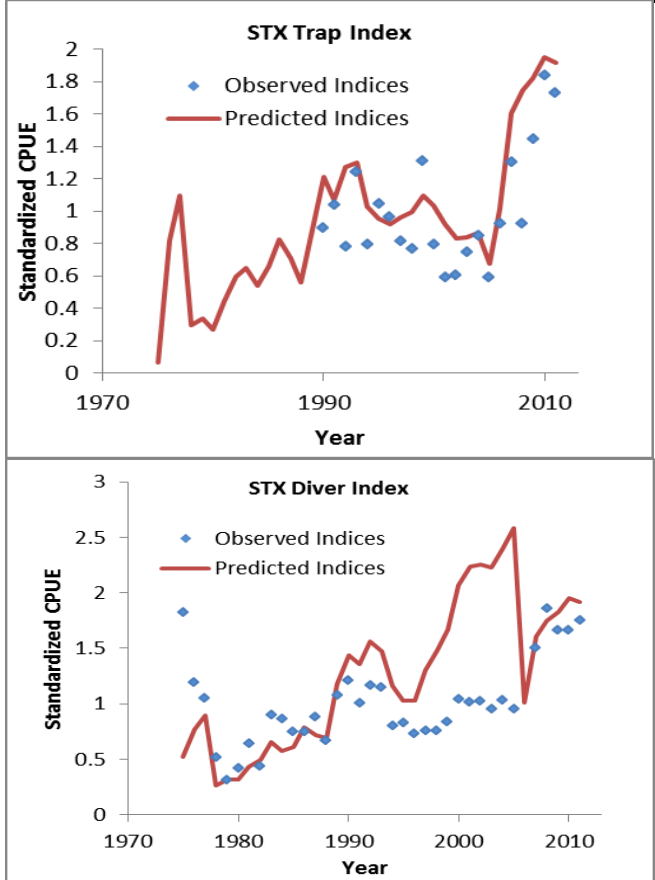 STX Trap Index
2
1.8
1.6
1.4
1.2
1
0.8
0.6
0.4
0.2
0
Observed Indices
Predicted Indices
Standardized CPUE
1970
1990
2010
Year
STX Diver Index
3
2.5
2
1.5
1
0.5
0
Observed Indices
Predicted Indices
Standardized CPUE
1970
1980
1990
2000
2010
Year